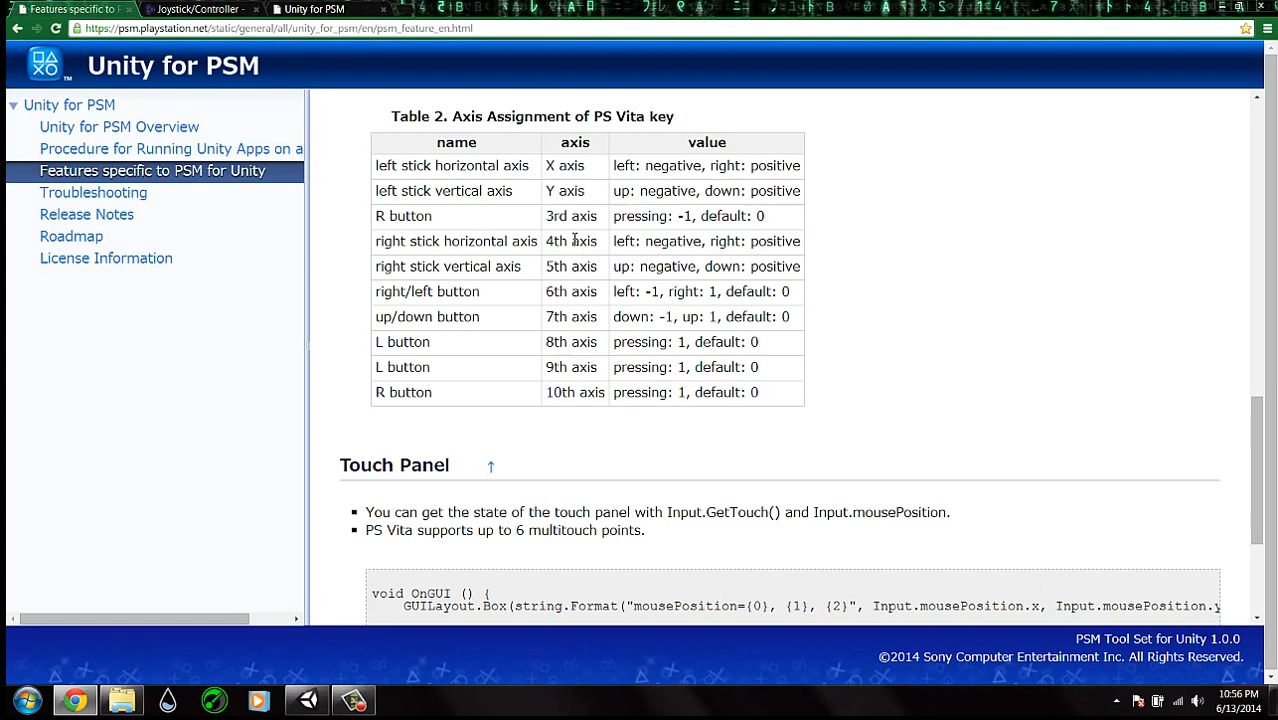 Features specific to F
Joystick/Controller -
Unity for PSM
https://psm.playstation.net/static/general/all/unity_for_psm/en/psm_feature_en.html
Unity for PSM
Unity for PSM
Unity for PSM Overview
Procedure for Running Unity Apps on a
Features specific to PSM for Unity
Troubleshooting
Release Notes
Roadmap
License Information
Table 2. Axis Assignment of PS Vita key
name axis value
left stick horizontal axis X axis left: negative, right: positive
left stick vertical axis Y axis up: negative, down: positive
R button 3rd axis pressing: -1, default: 0
right stick horizontal axis 4th axis left: negative, right: positive
right stick vertical axis 5th axis up: negative, down: positive
right/left button 6th axis left: -1, right: 1, default: 0
up/down button 7th axis down: -1, up: 1, default: 0
L button 8th axis pressing: 1, default: 0
L button 9th axis pressing: 1, default: 0
R button 10th axis pressing: 1, default: 0
Touch Panel ↑
▪ You can get the state of the touch panel with Input.GetTouch() and Input.mousePosition.
▪ PS Vita supports up to 6 multitouch points.
void OnGUI () {
GUILayout.Box(string.Format("mousePosition={0}, {1}, {2}", Input.mousePosition.x, Input.mousePosition.y
PSM Tool Set for Unity 1.0.0
©2014 Sony Computer Entertainment Inc. All Rights Reserved.
10:56 PM
6/13/2014